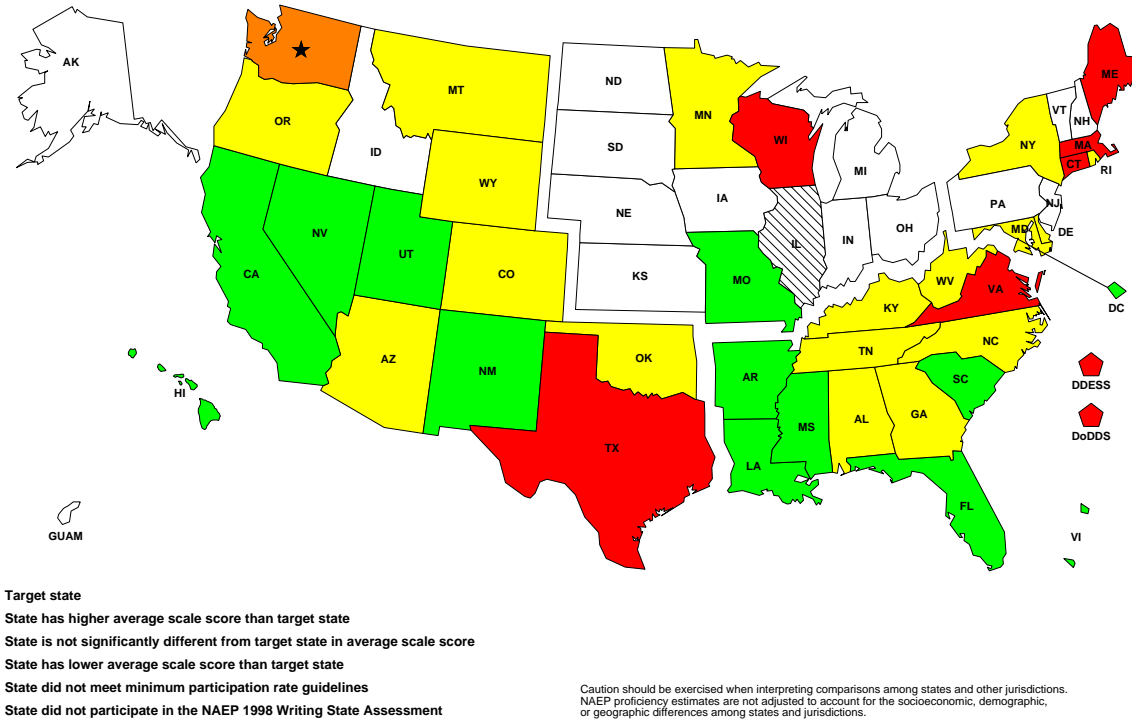 AK
ND
MT
ME
VT
NH
OR
MN
SD
WI
NY
MA
CT
RI
ID
WY
MI
IA
PA
NJ
NE
OH
NV
UT
IL
IN
MD
DE
CA
CO
KS
MO
WV
VA
KY
DC
AZ
OK
TN
NC
NM
AR
SC
DDESS
HI
MS
AL
GA
DoDDS
TX
LA
FL
GUAM
VI
Target state
State has higher average scale score than target state
State is not significantly different from target state in average scale score
State has lower average scale score than target state
State did not meet minimum participation rate guidelines
State did not participate in the NAEP 1998 Writing State Assessment
Caution should be exercised when interpreting comparisons among states and other jurisdictions.
NAEP proficiency estimates are not adjusted to account for the socioeconomic, demographic,
or geographic differences among states and jurisdictions.